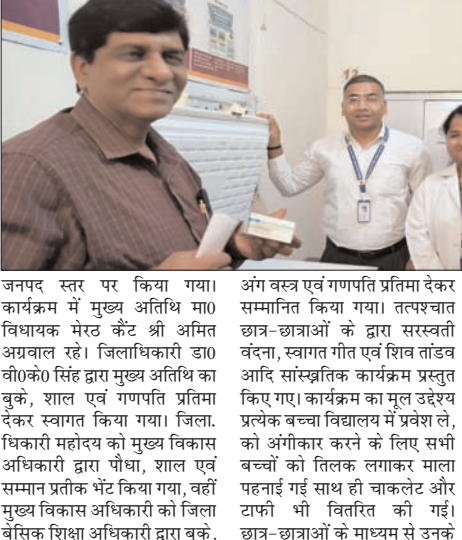 जनपद स्तर पर किया गया।
कार्यक्रम में मुख्य अतिथि मा0
विधायक मेरठ कैंट श्री अमित
अग्रवाल रहे। जिलाधिकारी डा0
वी0के0 सिंह द्वारा मुख्य अतिथि का
बुके, शाल एवं गणपति प्रतिमा
देकर स्वागत किया गया। जिला.
धिकारी महोदय को मुख्य विकास
अधिकारी द्वारा पौधा, शाल एवं
सम्मान प्रतीक भेंट किया गया, वहीं
मुख्य विकास अधिकारी को जिला
बेसिक शिक्षा अधिकारी द्वारा बुके,
अंग वस्त्र एवं गणपति प्रतिमा देकर
सम्मानित किया गया। तत्पश्चात
छात्र-छात्राओं के द्वारा सरस्वती
वंदना, स्वागत गीत एवं शिव तांडव
आदि सांस्खतिक कार्यक्रम प्रस्तुत
किए गए। कार्यक्रम का मूल उद्देश्य
प्रत्येक बच्चा विद्यालय में प्रवेश ले,
को अंगीकार करने के लिए सभी
बच्चों को तिलक लगाकर माला
पहनाई गई साथ ही चाकलेट और
टाफी भी वितरित की गई।
छात्र-छात्राओं के माध्यम से उनके